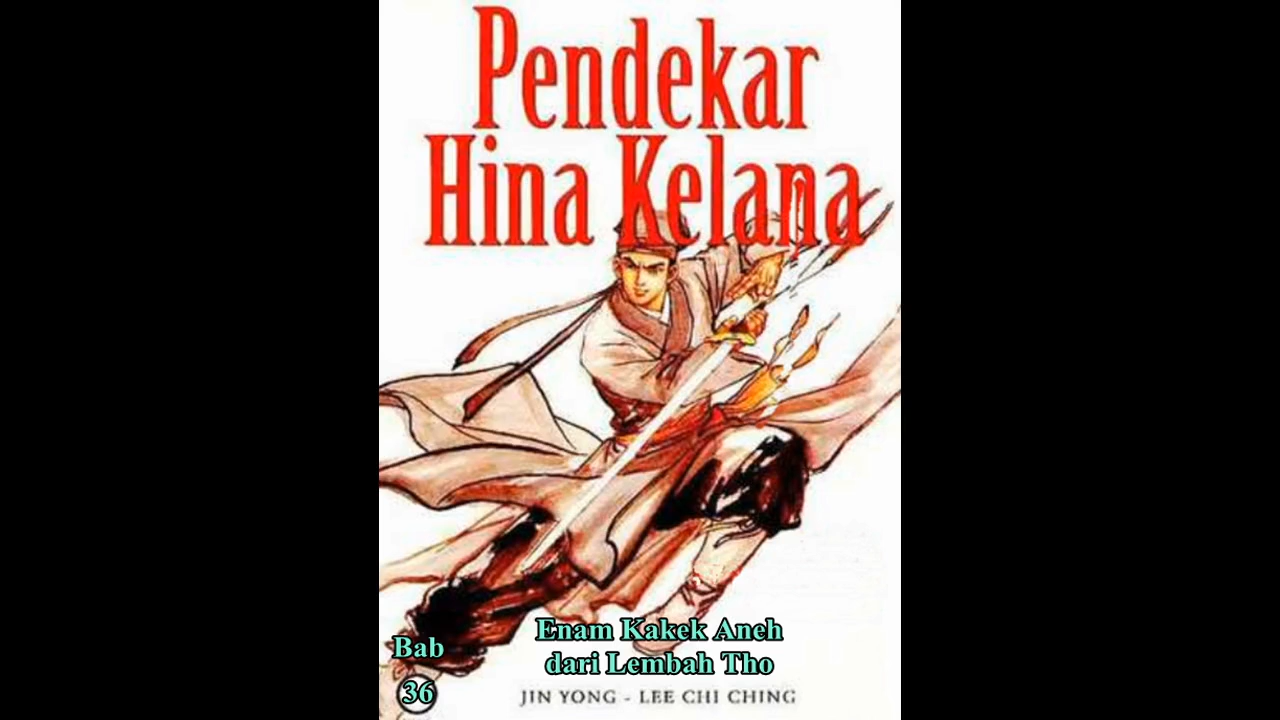 Pendekar
Hina Kelana
Enam Kakek Aneh
dari Lembah Tho
Bab
36
JIN YONG - LEE CHI CHING